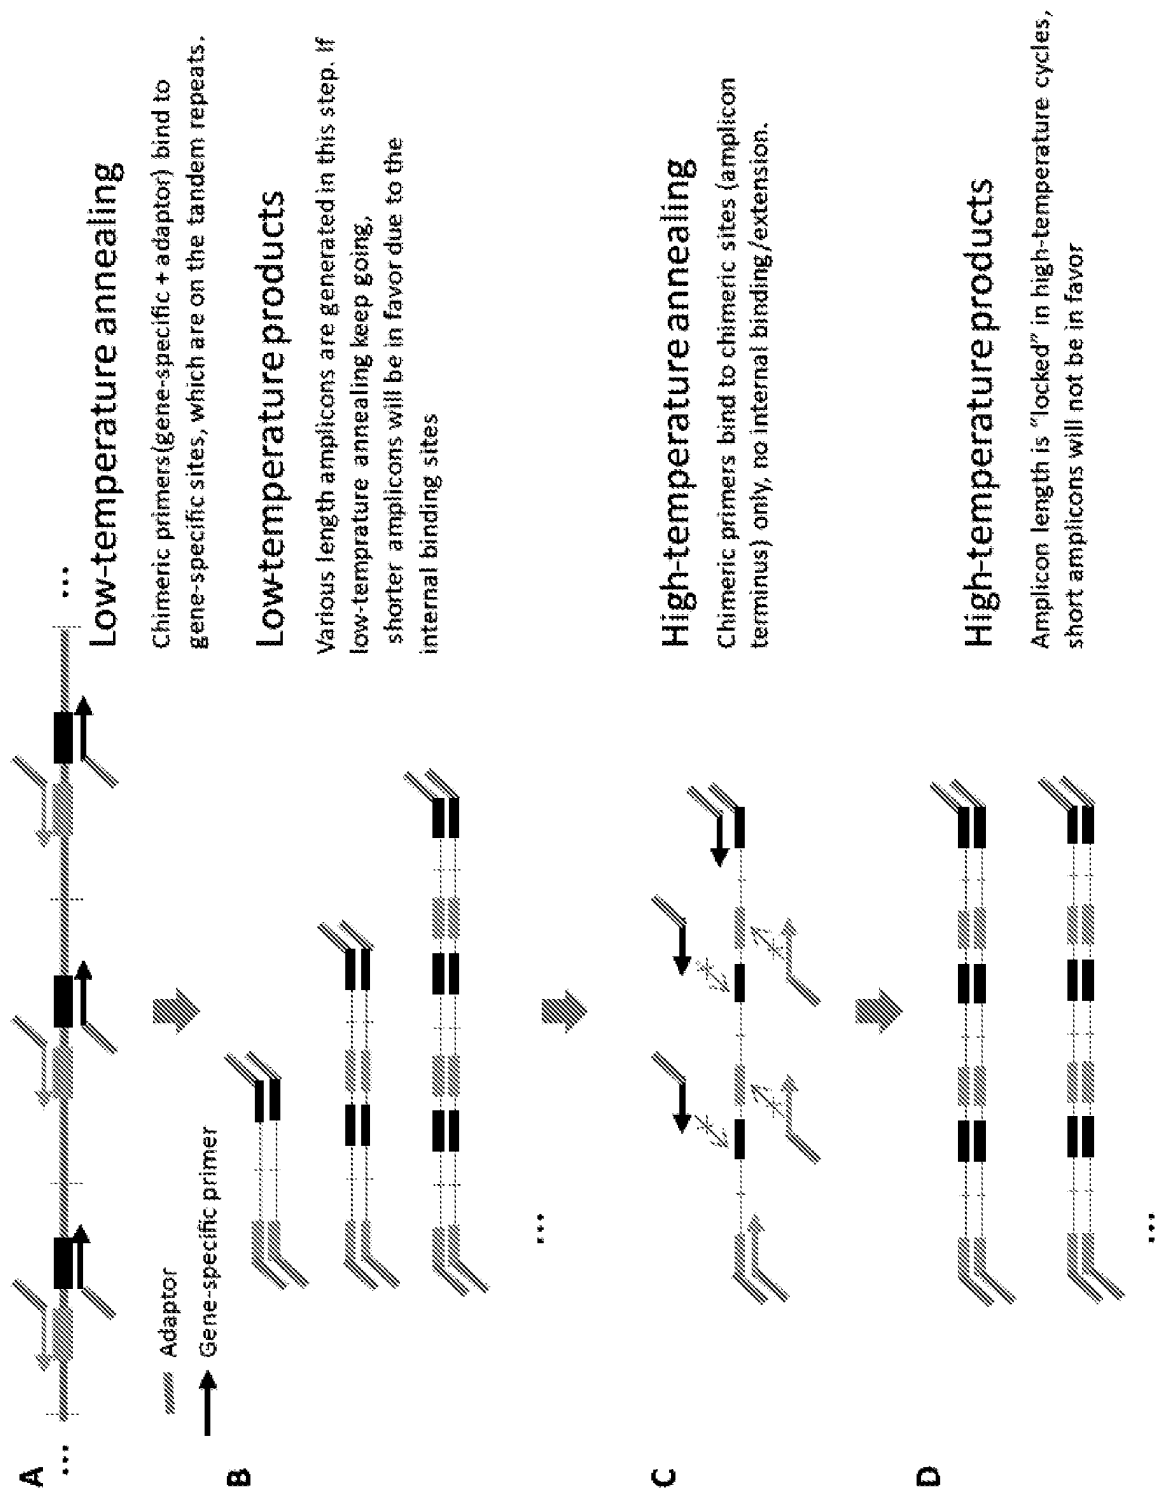 A
...
...
Low-temperature annealing
Chimeric primers(gene-specific + adaptor) bind to
gene-specific sites, which are on the tandem repeats.
Adaptor
Gene-specific primer
B
Low-temperature products
Various length amplicons are generated in this step. If
low-temprature annealing keep going,
shorter amplicons will be in favor due to the
internal binding sites
...
C
High-temperature annealing
Chimeric primers bind to chimeric sites (amplicon
terminus) only, no internal binding/extension.
D
High-temperature products
Amplicon length is "locked" in high-temperature cycles,
short amplicons will not be in favor
...